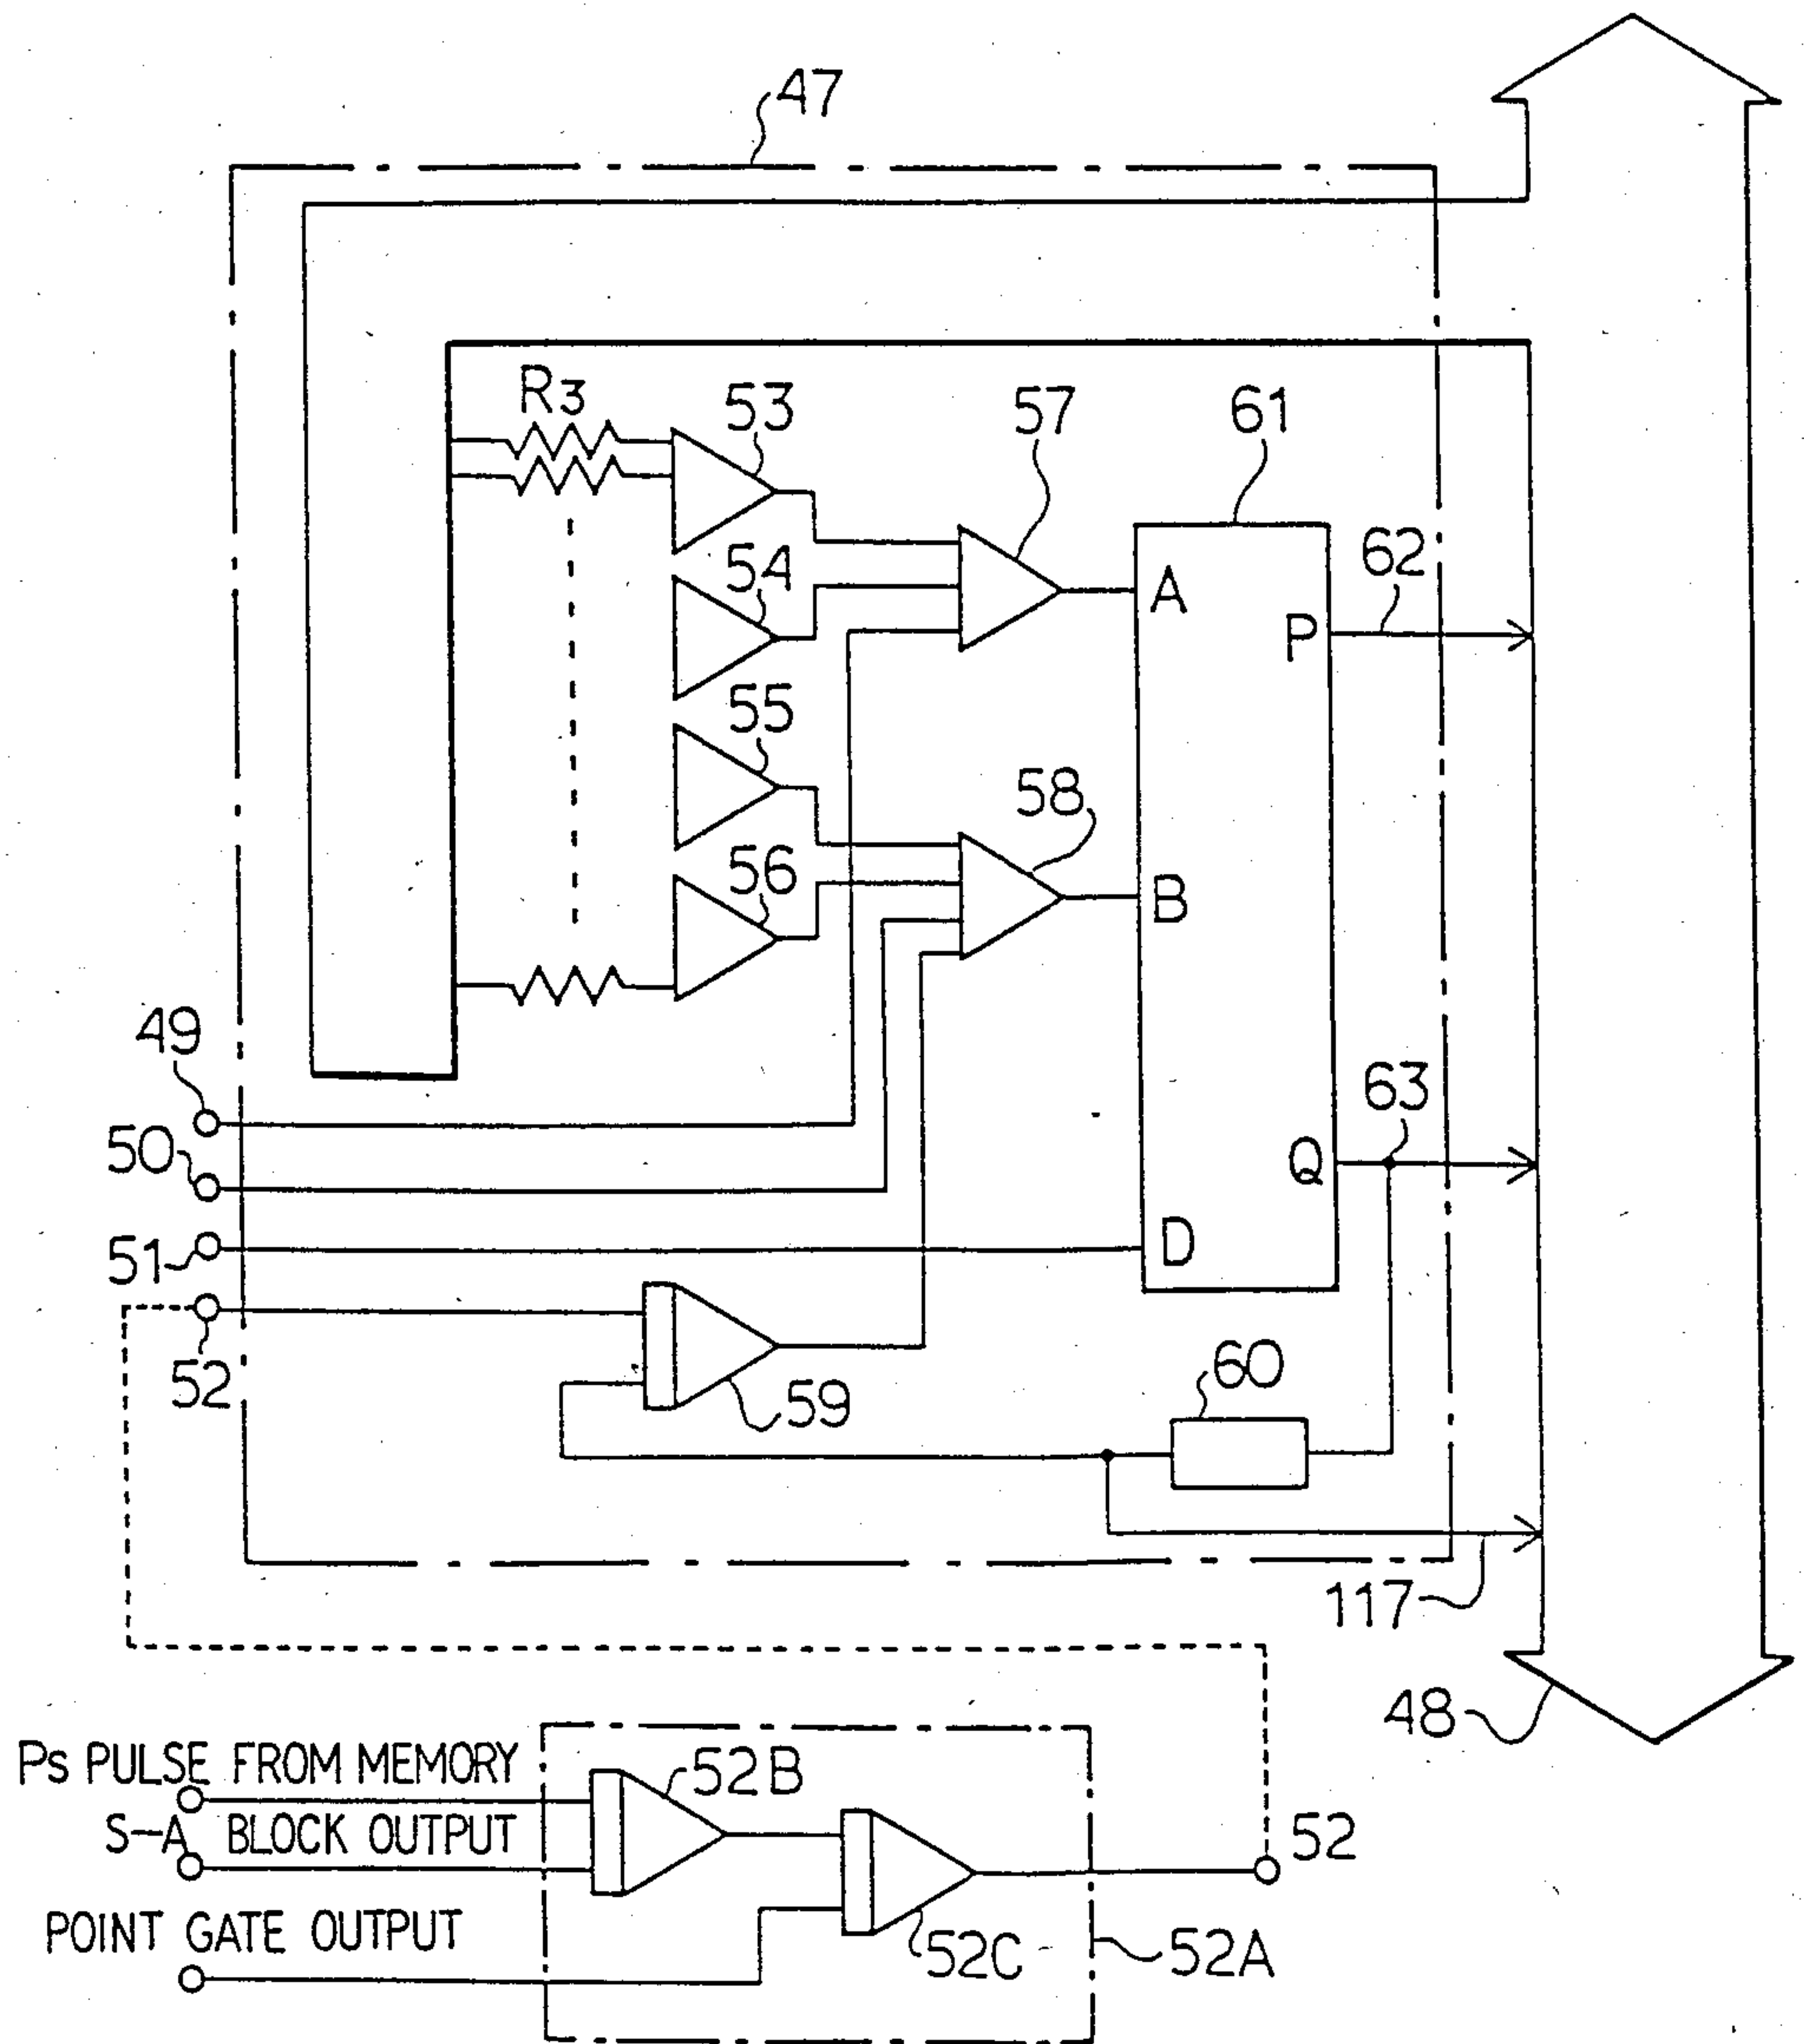 47
R3
53
57
61
54
A
62
P
55
58
56
B
49
63
50
Q
51
D
52
60
59
117
48
Ps PULSE FROM MEMORY
52B
S-A BLOCK OUTPUT
52
POINT GATE OUTPUT
52C
52A